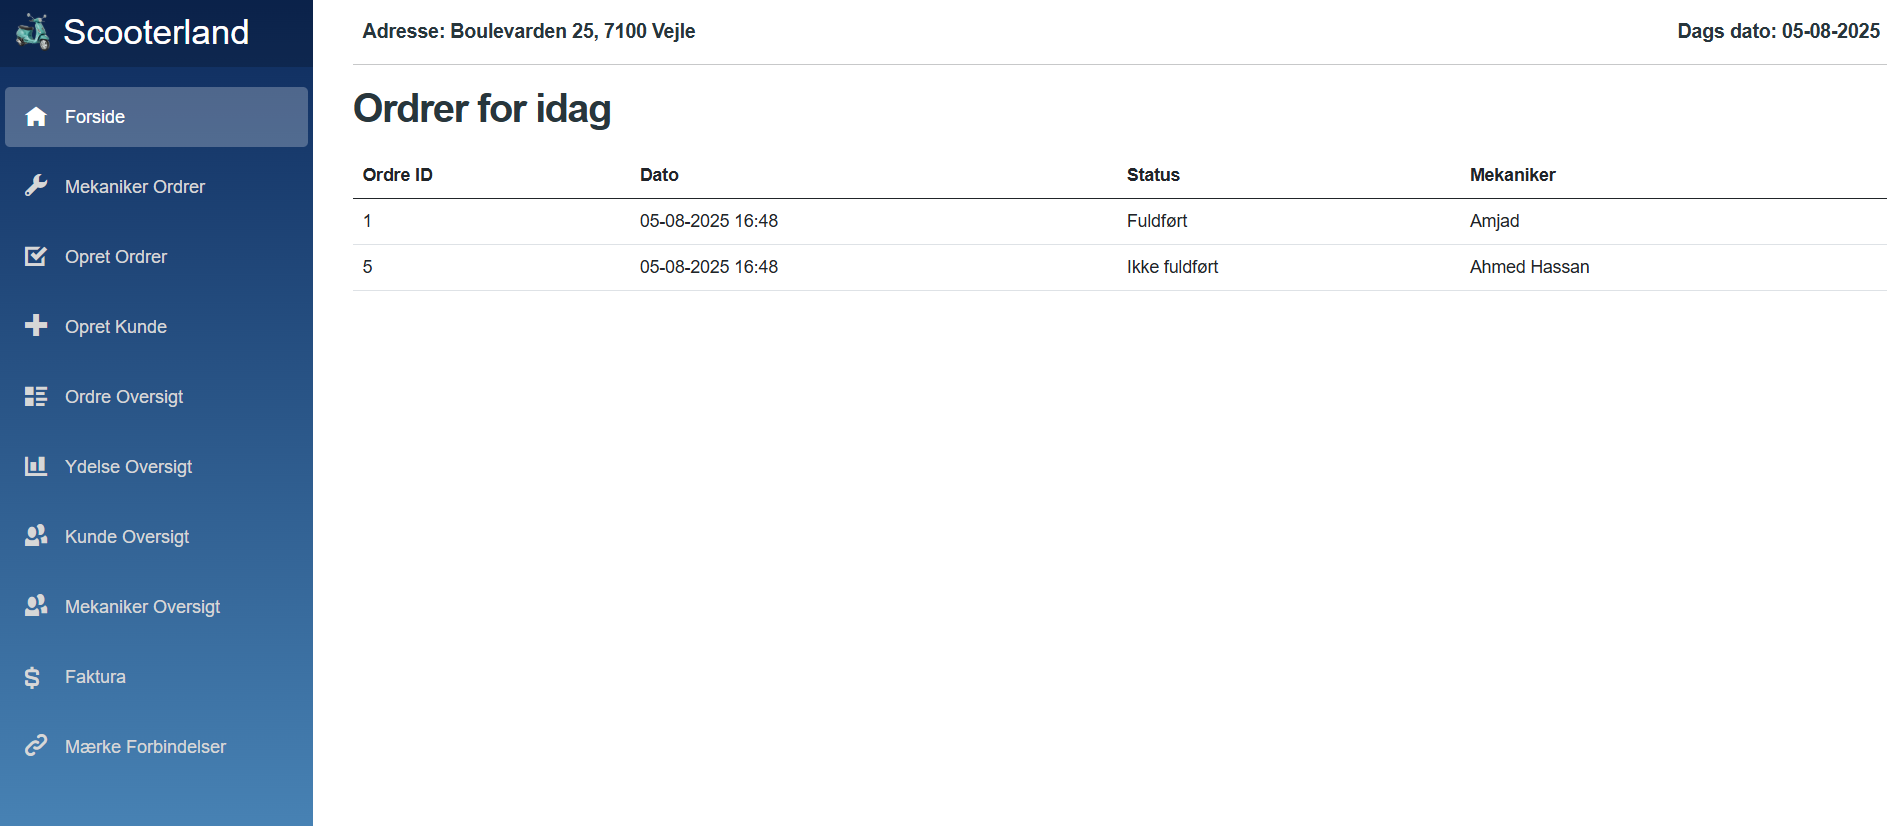 Scooterland
Forside
Mekaniker Ordrer
Opret Ordrer
Opret Kunde
Ordre Oversigt
Ydelse Oversigt
Kunde Oversigt
Mekaniker Oversigt
Faktura
Mærke Forbindelser
Adresse: Boulevarden 25, 7100 Vejle Dags dato: 05-08-2025
Ordrer for idag
Ordre ID Dato Status Mekaniker
1 05-08-2025 16:48 Fuldført Amjad
5 05-08-2025 16:48 Ikke fuldført Ahmed Hassan